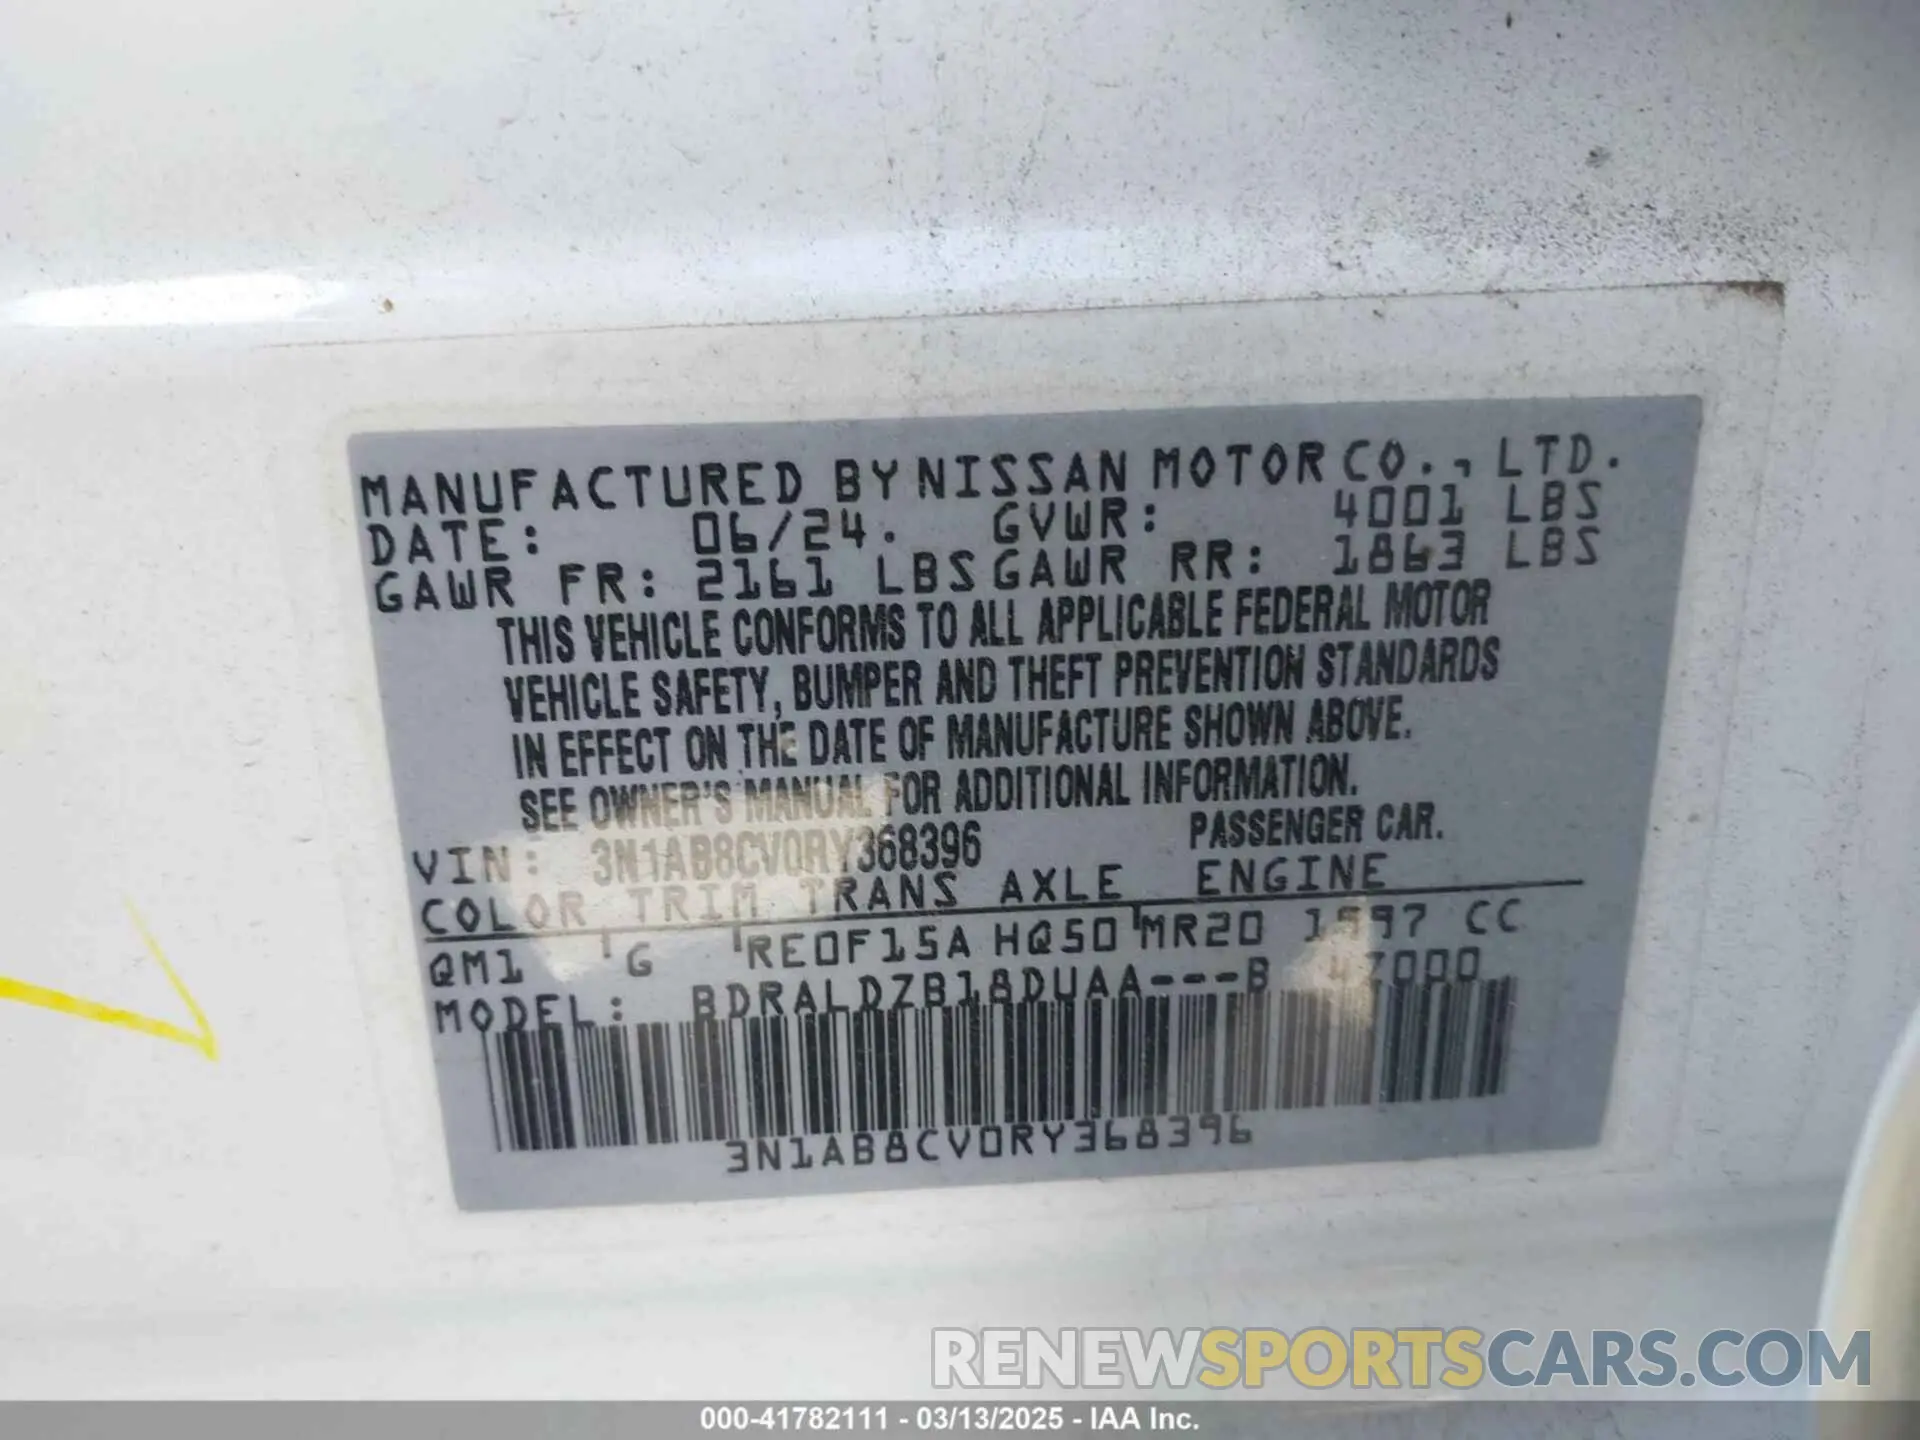 MANUFACTURED BY NISSAN MOTOR CO., LTD.
DATE: 06/24. GVWR: 4001 LBS
GAWR FR: 2161 LBS GAWR RR: 1863 LBS
THIS VEHICLE CONFORMS TO ALL APPLICABLE FEDERAL MOTOR
VEHICLE SAFETY, BUMPER AND THEFT PREVENTION STANDARDS
IN EFFECT ON THE DATE OF MANUFACTURE SHOWN ABOVE.
SEE OWNER'S MANUAL FOR ADDITIONAL INFORMATION.
VIN: 3N1AB8CV0RY368396 PASSENGER CAR.
COLOR TRIM TRANS AXLE ENGINE
QM1 G RE0F15A HQ50 MR20 1997 CC
MODEL: BDRALDZB18DUAA---B 47000
3N1AB8CV0RY368396
RENEWSPORTSCARS.COM
000-41782111 - 03/13/2025 - IAA Inc.